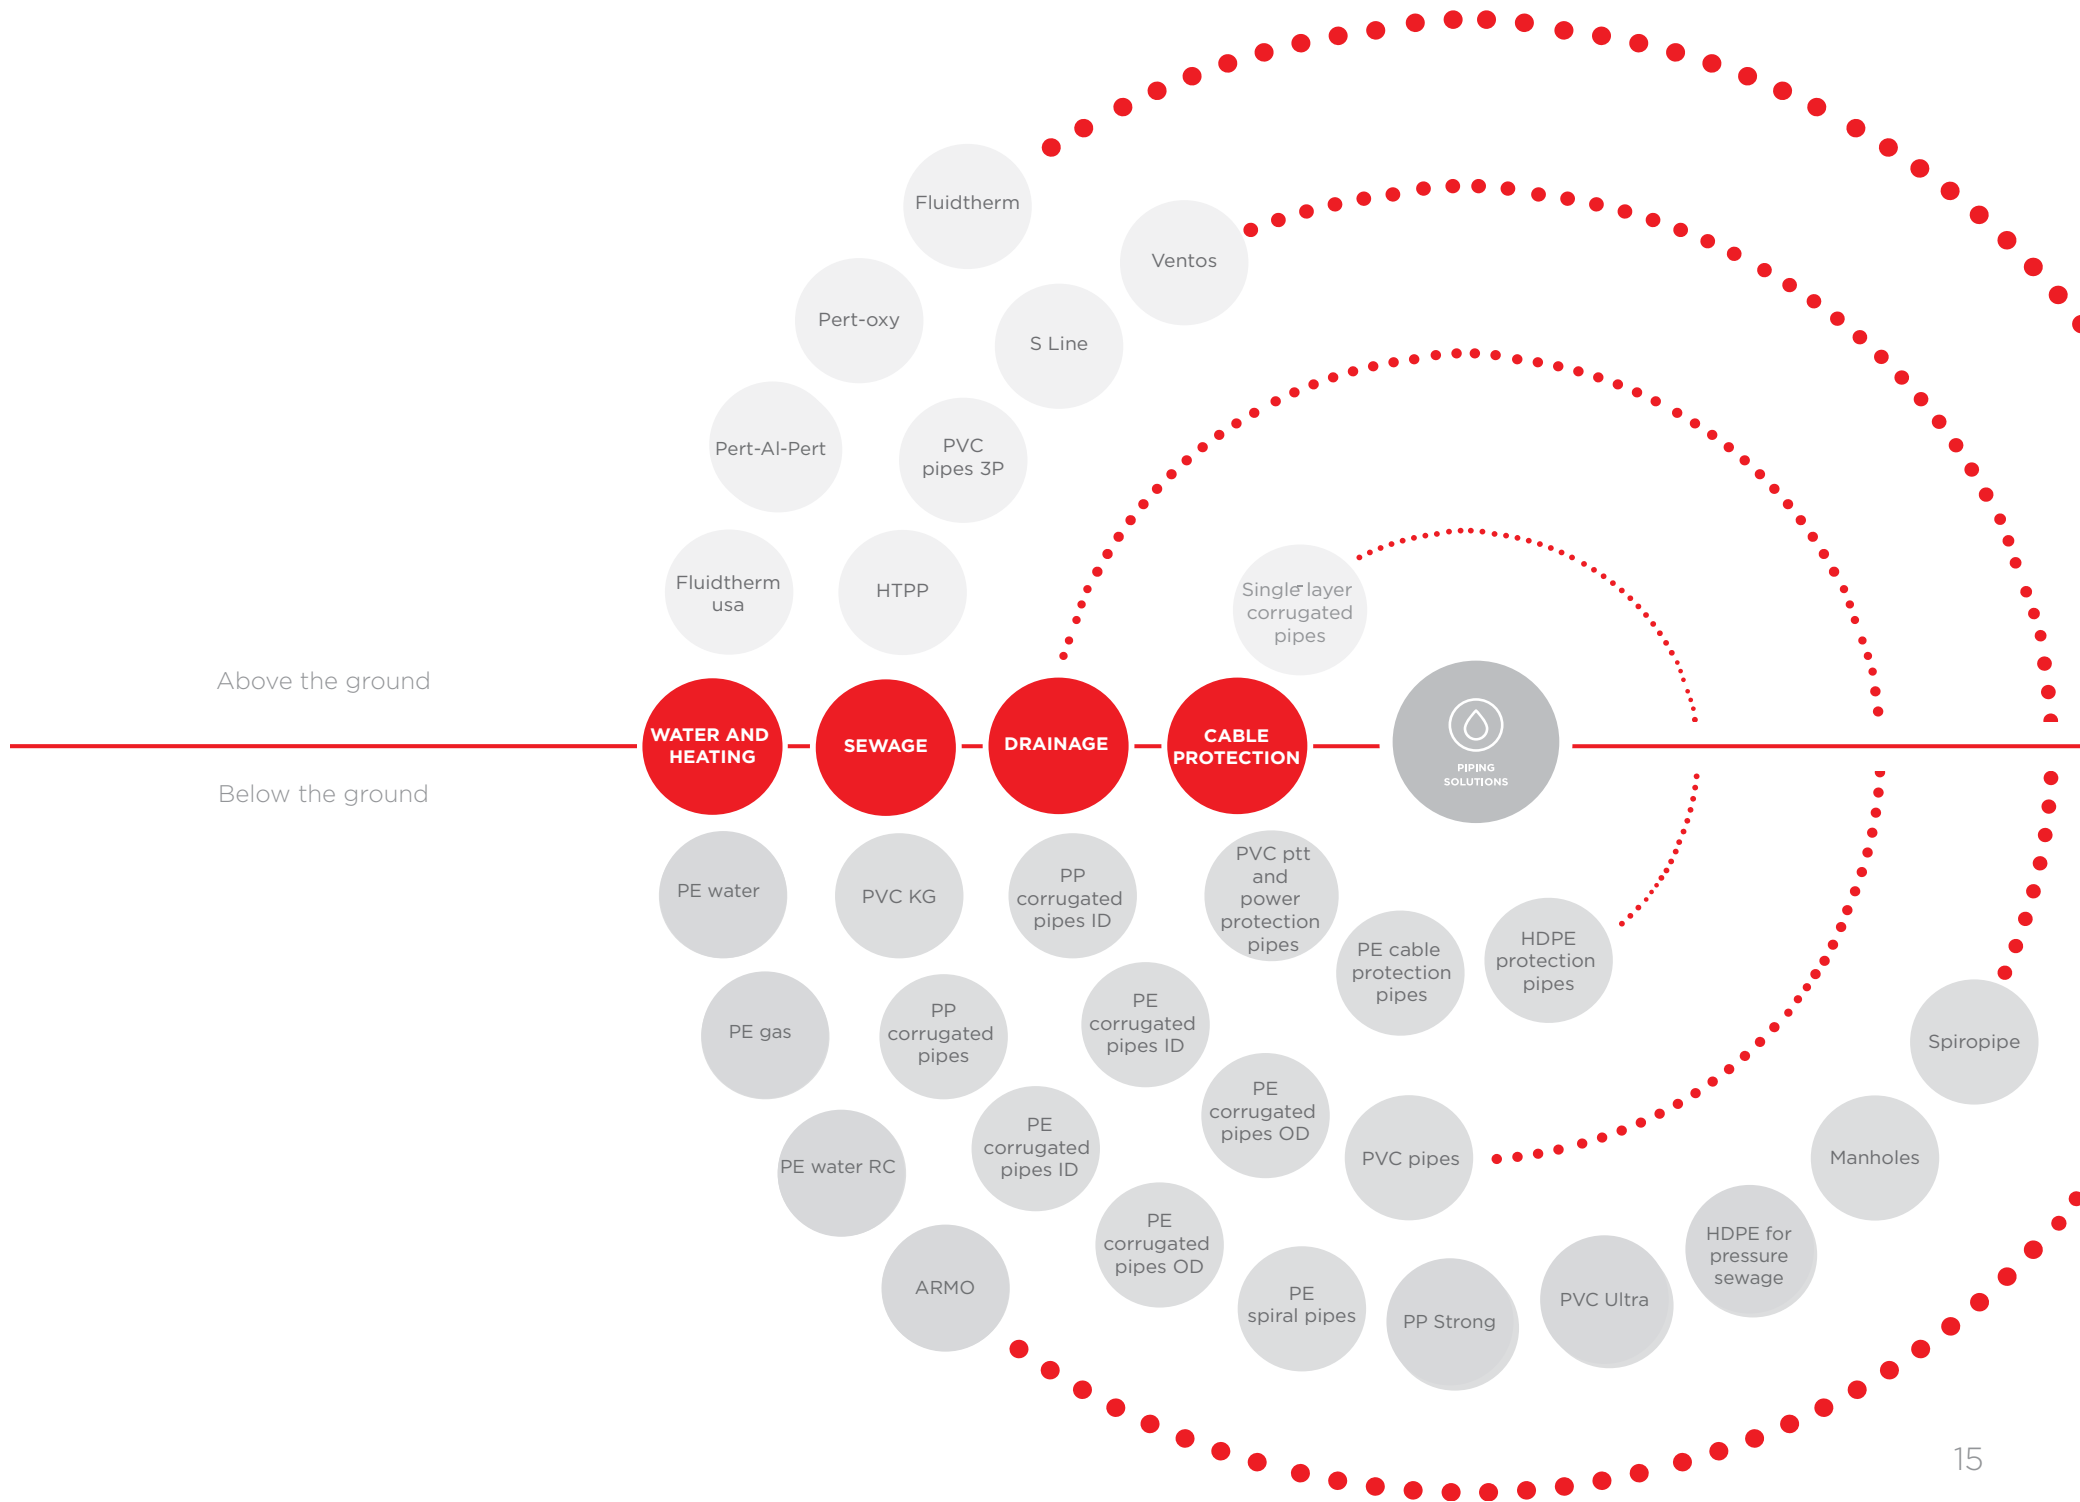 Fluidtherm
Ventos
Pert-oxy
S Line
Pert-Al-Pert
PVC
pipes 3P
Fluidtherm
usa
HTPP
Single-layer
corrugated
pipes
Above the ground
WATER AND
HEATING
SEWAGE
DRAINAGE
CABLE
PROTECTION
PIPING
SOLUTIONS
Below the ground
PE water
PVC KG
PP
corrugated
pipes ID
PVC ptt
and
power
protection
pipes
PE cable
protection
pipes
HDPE
protection
pipes
PE gas
PP
corrugated
pipes
PE
corrugated
pipes ID
Spiropipe
PE water RC
PE
corrugated
pipes ID
PE
corrugated
pipes OD
PVC pipes
Manholes
ARMO
PE
corrugated
pipes OD
PE
spiral pipes
PP Strong
PVC Ultra
HDPE for
pressure
sewage
15